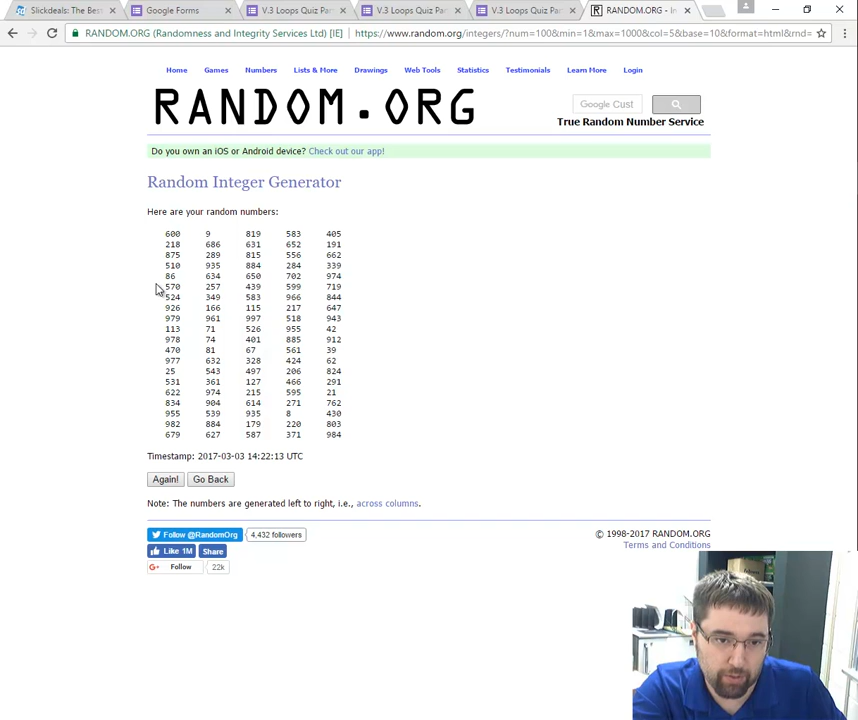 Slickdeals: The Bes
Google Forms
V.3 Loops Quiz Par
V.3 Loops Quiz Par
V.3 Loops Quiz Par
RANDOM.ORG - In
RANDOM.ORG (Randomness and Integrity Services Ltd) [IE] https://www.random.org/integers/?num=100&min=1&max=1000&col=5&base=10&format=html&rnd=
Home Games Numbers Lists & More Drawings Web Tools Statistics Testimonials Learn More Login
RANDOM.ORG
Google Cust
True Random Number Service
Do you own an iOS or Android device? Check out our app!
Random Integer Generator
Here are your random numbers:
600 9 819 583 405
218 686 631 652 191
875 289 815 556 662
510 935 884 284 339
86 634 650 702 974
570 257 439 599 719
524 349 583 966 844
926 166 115 217 647
979 961 997 518 943
113 71 526 955 42
978 74 401 885 912
470 81 67 561 39
977 632 328 424 62
25 543 497 206 824
531 361 127 466 291
622 974 215 595 21
834 904 614 271 762
955 539 935 8 430
982 884 179 220 803
679 627 587 371 984
Timestamp: 2017-03-03 14:22:13 UTC
Again! Go Back
Note: The numbers are generated left to right, i.e., across columns.
Follow @RandomOrg 4,432 followers
Like 1M Share
Follow 22k
© 1998-2017 RANDOM.ORG
Terms and Conditions